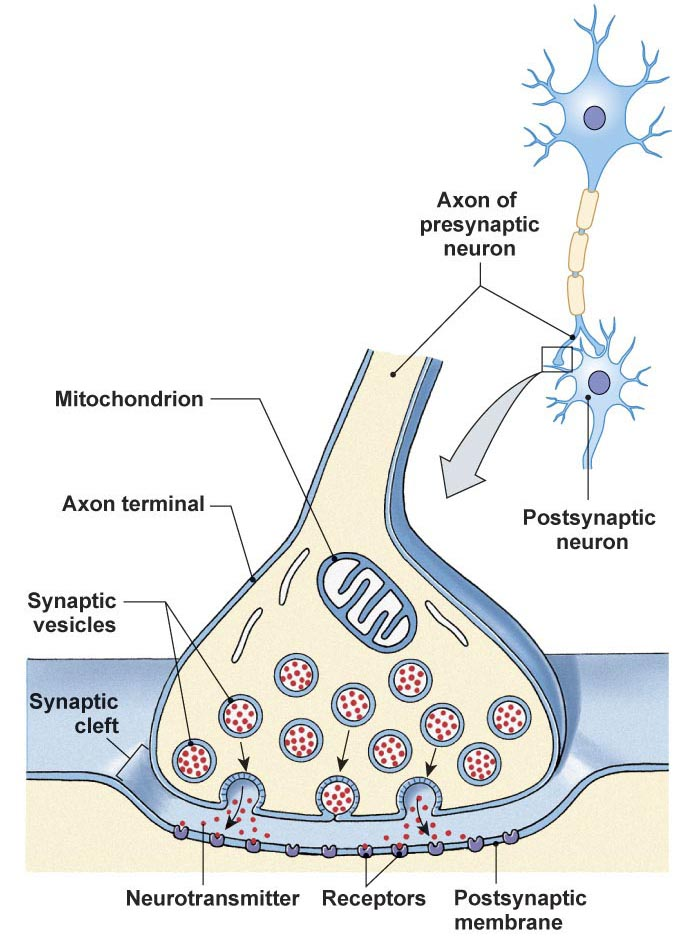 Axon of
presynaptic
neuron
Mitochondrion
Axon terminal
Postsynaptic
neuron
Synaptic
vesicles
Synaptic
cleft
Neurotransmitter
Receptors
Postsynaptic
membrane